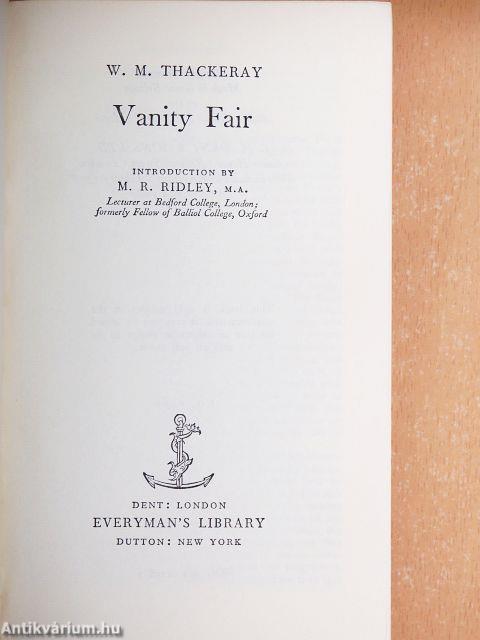 W. M. THACKERAY
Vanity Fair
INTRODUCTION BY
M. R. RIDLEY, M.A.
Lecturer at Bedford College, London;
formerly Fellow of Balliol College, Oxford
DENT: LONDON
EVERYMAN'S LIBRARY
DUTTON: NEW YORK
Antikvárium.hu